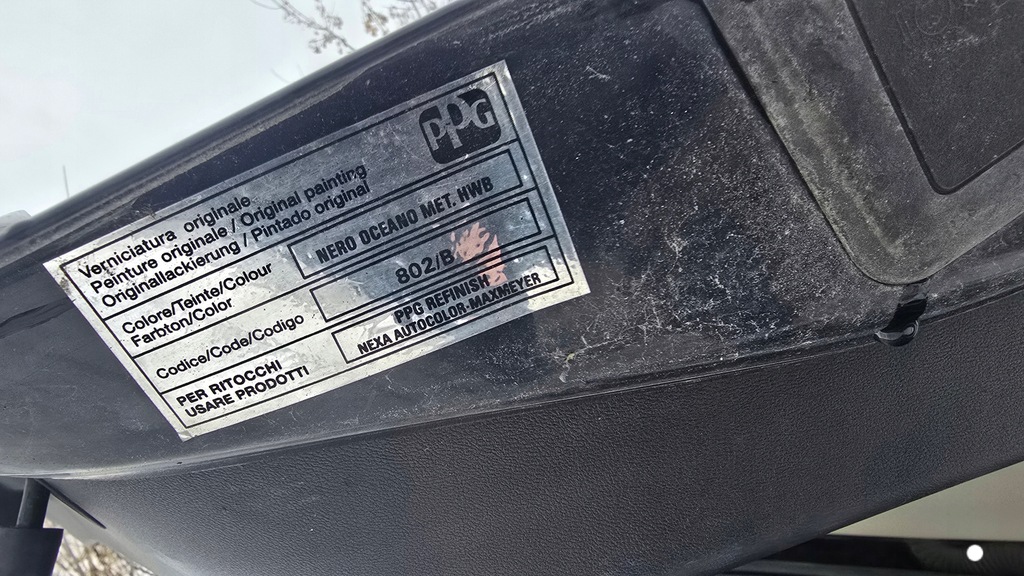 PPG
Verniciatura originale
Peinture originale / Original painting
Originallackierung / Pintado original
Colore/Teinte/Colour
Farbton/Color
NERO OCEANO MET. HWB
Codice/Code/Codigo
802/B
PER RITOCCHI
USARE PRODOTTI
PPG REFINISH
NEXA AUTOCOLOR-MAXMEYER